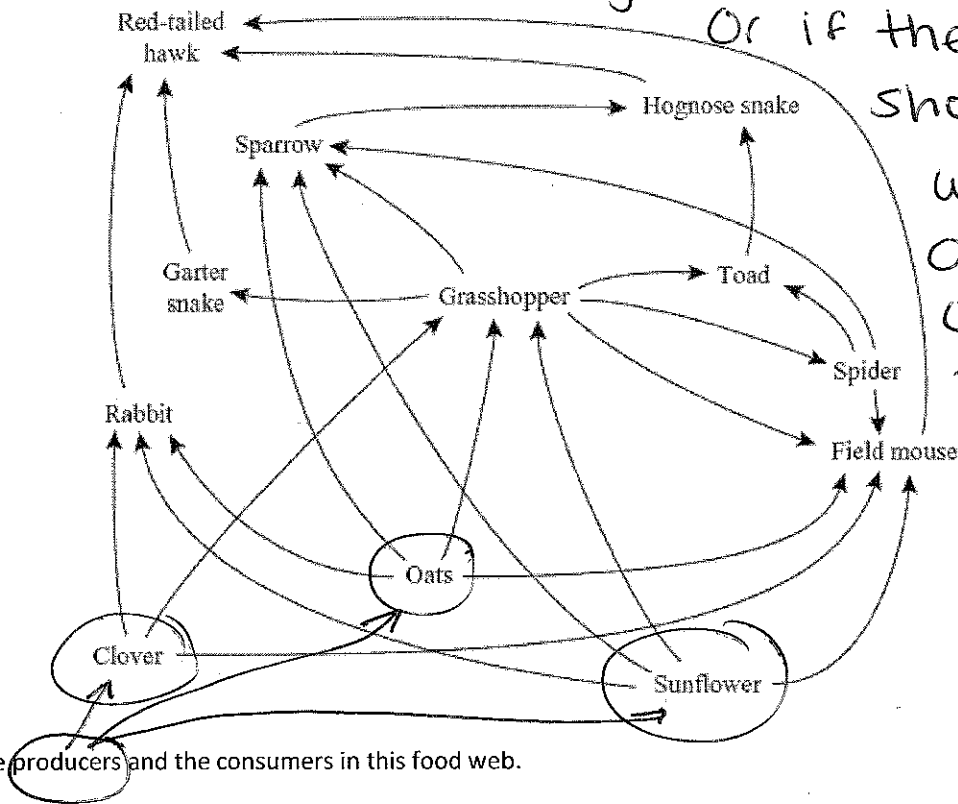 Red-tailed
hawk
Or if the
Hognose snake
sho
Sparrow
Garter
snake
Grasshopper
Toad
Spider
Rabbit
Field mouse
Oats
Clover
Sunflower
producers and the consumers in this food web.